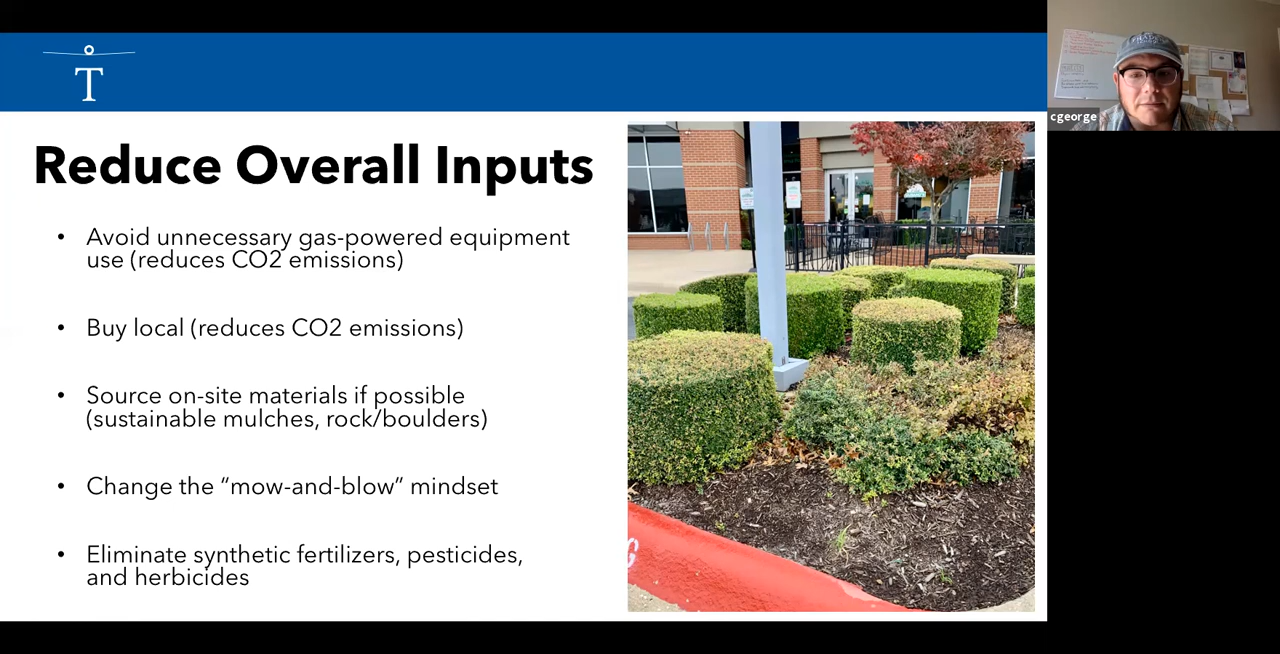 T
Reduce Overall Inputs
• Avoid unnecessary gas-powered equipment
use (reduces CO2 emissions)
• Buy local (reduces CO2 emissions)
• Source on-site materials if possible
(sustainable mulches, rock/boulders)
• Change the “mow-and-blow” mindset
• Eliminate synthetic fertilizers, pesticides,
and herbicides
cgeorge